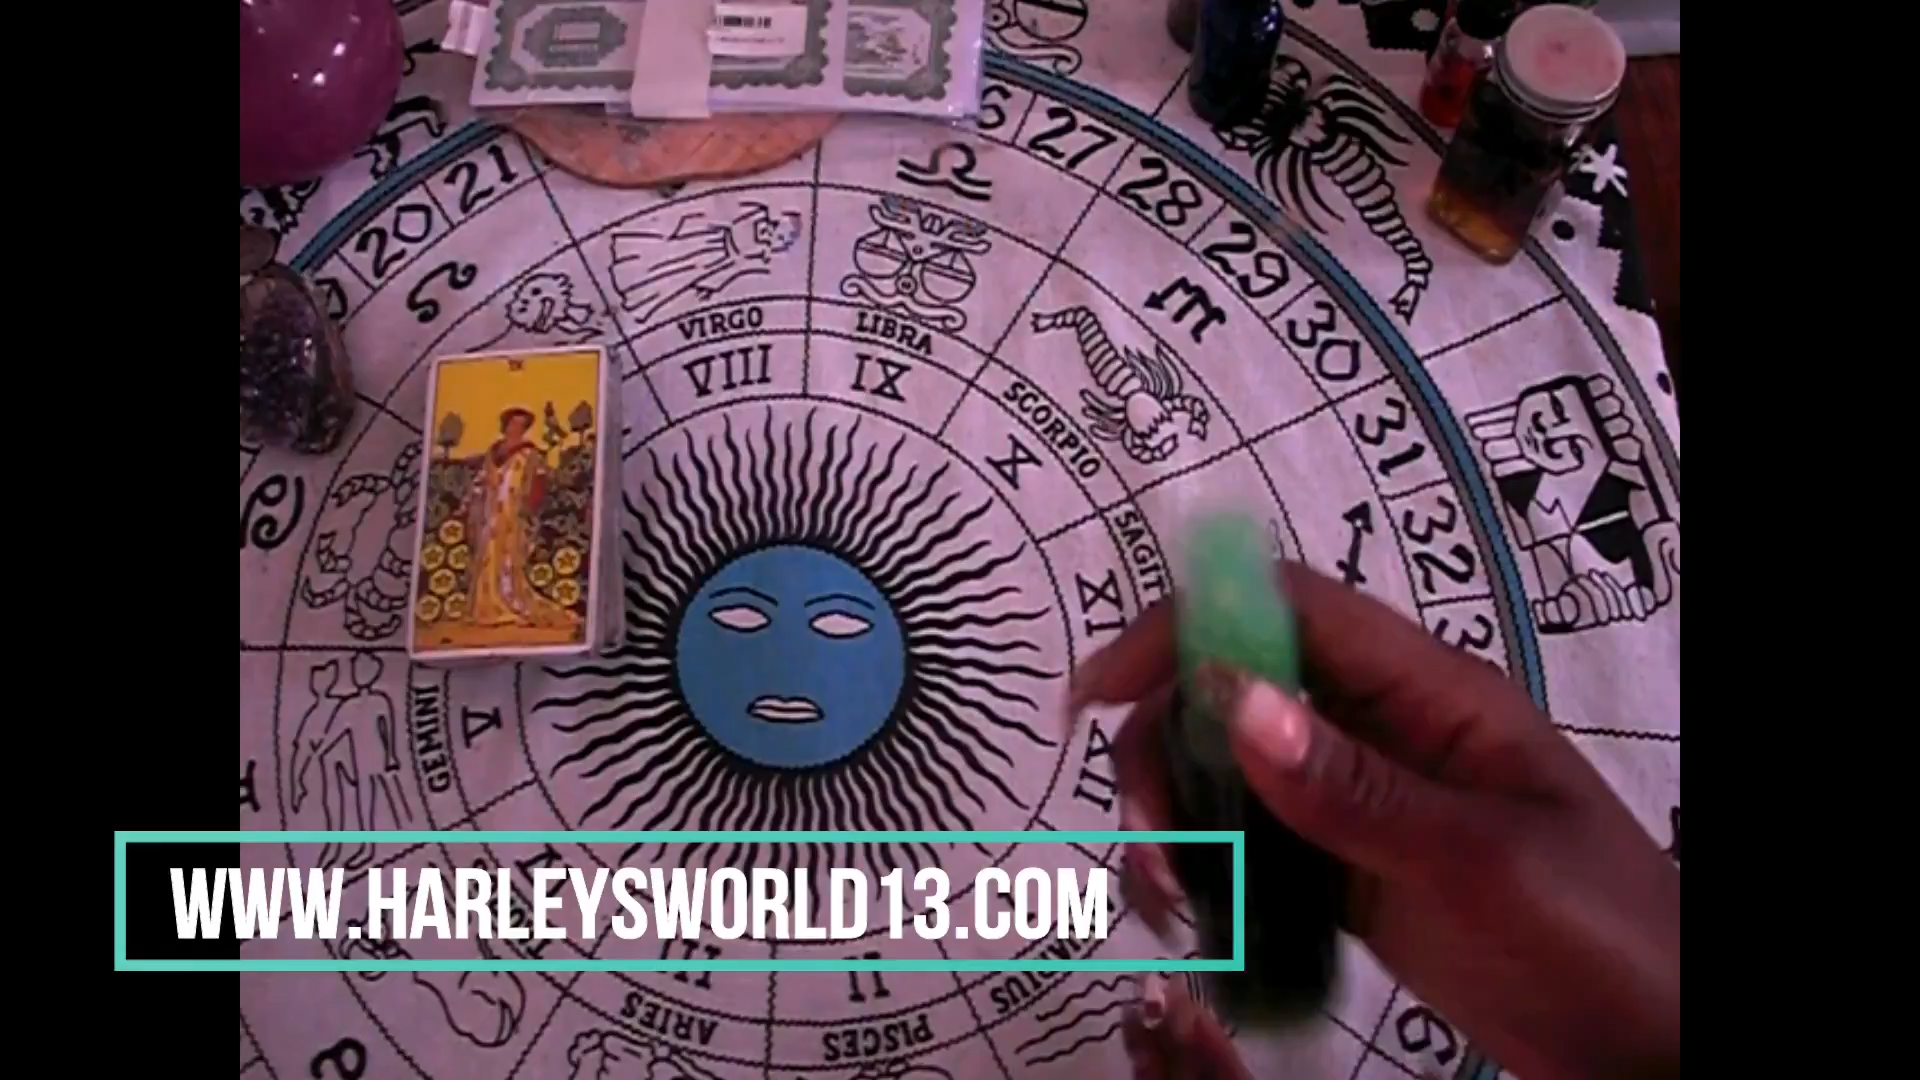 27
28
21
20
29
VIRGO
LIBRA
VIII
IX
30
SCORPIO
X
31
SAGIT
32
XI
GEMINI
V
WWW.HARLEYSWORLD13.COM
II
ARIES
PISCES